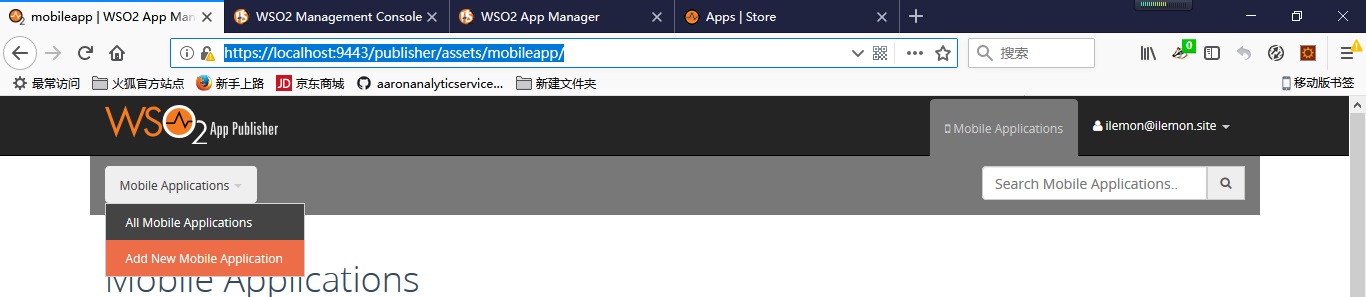 mobileapp | WSO2 App Man
WSO2 Management Console
WSO2 App Manager
Apps | Store
https://localhost:9443/publisher/assets/mobileapp/
搜索
0
最常访问
火狐官方站点
新手上路
JD 京东商城
aaronanalyticservice...
新建文件夹
移动版书签
WSO2 App Publisher
Mobile Applications
ilemon@ilemon.site
Mobile Applications
Search Mobile Applications..
All Mobile Applications
Add New Mobile Application
Mobile Applications